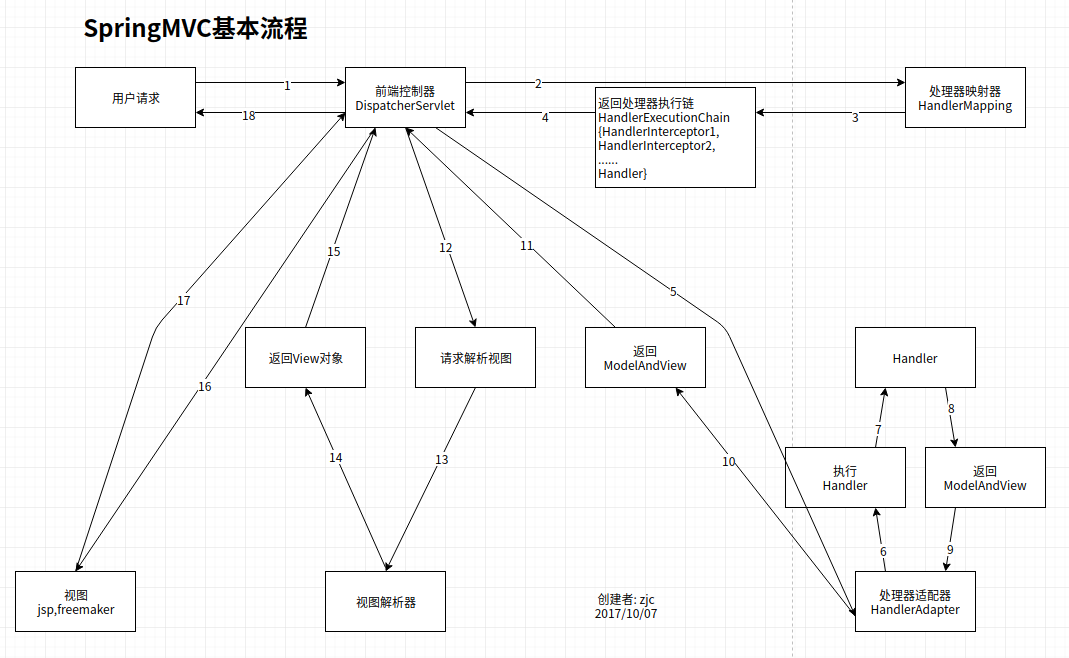 SpringMVC基本流程
用户请求
1
18
前端控制器
DispatcherServlet
2
4
返回处理器执行链
HandlerExecutionChain
{HandlerInterceptor1,
HandlerInterceptor2,
......
Handler}
3
处理器映射器
HandlerMapping
17
16
15
12
11
5
返回View对象
请求解析视图
返回
ModelAndView
Handler
14
13
10
7
8
执行
Handler
返回
ModelAndView
6
9
视图
jsp,freemaker
视图解析器
创建者: zjc
2017/10/07
处理器适配器
HandlerAdapter